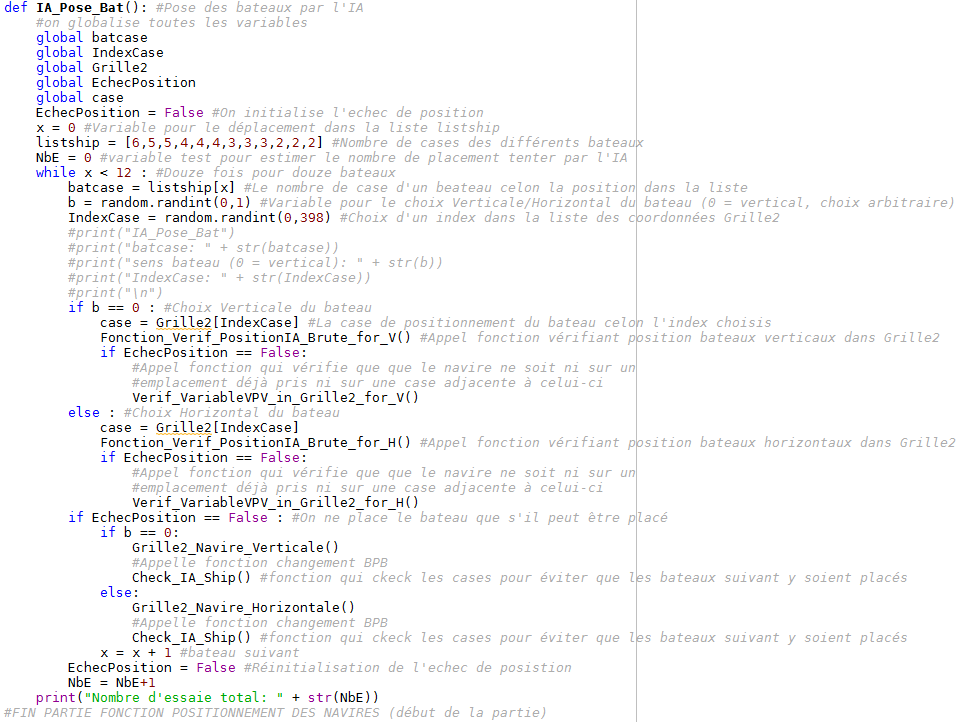 def IA_Pose_Bat(): #Pose des bateaux par l'IA
    #on globalise toutes les variables
    global batcase
    global IndexCase
    global Grille2
    global EchecPosition
    global case
    EchecPosition = False #On initialise l'echec de position
    x = 0 #Variable pour le déplacement dans la liste listship
    listship = [6,5,5,4,4,4,3,3,3,2,2,2] #Nombre de cases des différents bateaux
    NbE = 0 #variable test pour estimer le nombre de placement tenter par l'IA
    while x < 12 : #Douze fois pour douze bateaux
        batcase = listship[x] #Le nombre de case d'un beateau celon la position dans la liste
        b = random.randint(0,1) #Variable pour le choix Verticale/Horizontal du bateau (0 = vertical, choix arbitraire)
        IndexCase = random.randint(0,398) #Choix d'un index dans la liste des coordonnées Grille2
        #print("IA_Pose_Bat")
        #print("batcase: " + str(batcase))
        #print("sens bateau (0 = vertical): " + str(b))
        #print("IndexCase: " + str(IndexCase))
        #print("\n")
        if b == 0 : #Choix Verticale du bateau
            case = Grille2[IndexCase] #La case de positionnement du bateau celon l'index choisis
            Fonction_Verif_PositionIA_Brute_for_V() #Appel fonction vérifiant position bateaux verticaux dans Grille2
            if EchecPosition == False:
                #Appel fonction qui vérifie que que le navire ne soit ni sur un
                #emplacement déjà pris ni sur une case adjacente à celui-ci
                Verif_VariableVPV_in_Grille2_for_V()
        else : #Choix Horizontal du bateau
            case = Grille2[IndexCase]
            Fonction_Verif_PositionIA_Brute_for_H() #Appel fonction vérifiant position bateaux horizontaux dans Grille2
            if EchecPosition == False:
                #Appel fonction qui vérifie que que le navire ne soit ni sur un
                #emplacement déjà pris ni sur une case adjacente à celui-ci
                Verif_VariableVPV_in_Grille2_for_H()
        if EchecPosition == False : #On ne place le bateau que s'il peut être placé
            if b == 0:
                Grille2_Navire_Verticale()
                #Appelle fonction changement BPB
                Check_IA_Ship() #fonction qui ckeck les cases pour éviter que les bateaux suivant y soient placés
            else:
                Grille2_Navire_Horizontale()
                #Appelle fonction changement BPB
                Check_IA_Ship() #fonction qui ckeck les cases pour éviter que les bateaux suivant y soient placés
            x = x + 1 #bateau suivant
        EchecPosition = False #Réinitialisation de l'echec de posistion
        NbE = NbE+1
    print("Nombre d'essaie total: " + str(NbE))
#FIN PARTIE FONCTION POSITIONNEMENT DES NAVIRES (début de la partie)